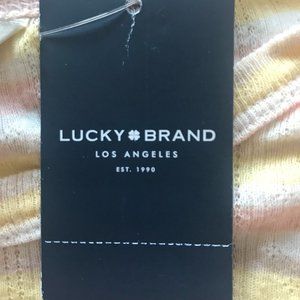 LUCKY BRAND
LOS ANGELES
EST. 1990